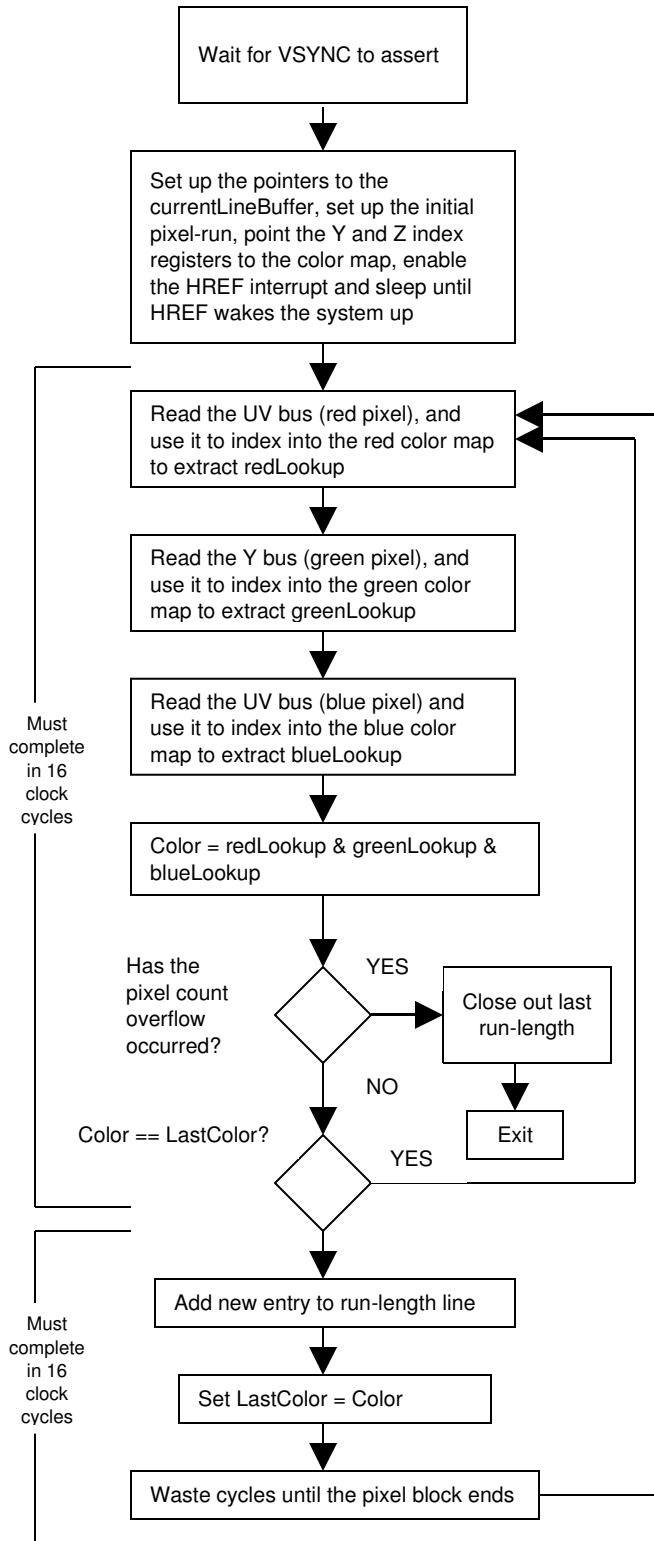 Wait for VSYNC to assert
Set up the pointers to the
currentLineBuffer, set up the initial
pixel-run, point the Y and Z index
registers to the color map, enable
the HREF interrupt and sleep until
HREF wakes the system up
Read the UV bus (red pixel), and
use it to index into the red color map
to extract redLookup
Read the Y bus (green pixel), and
use it to index into the green color
map to extract greenLookup
Read the UV bus (blue pixel) and
use it to index into the blue color
map to extract blueLookup
Must
complete
in 16
clock
cycles
Color = redLookup & greenLookup &
blueLookup
Has the
pixel count
overflow
occurred?
YES
Close out last
run-length
NO
Exit
Color == LastColor?
YES
Add new entry to run-length line
Must
complete
in 16
clock
cycles
Set LastColor = Color
Waste cycles until the pixel block ends